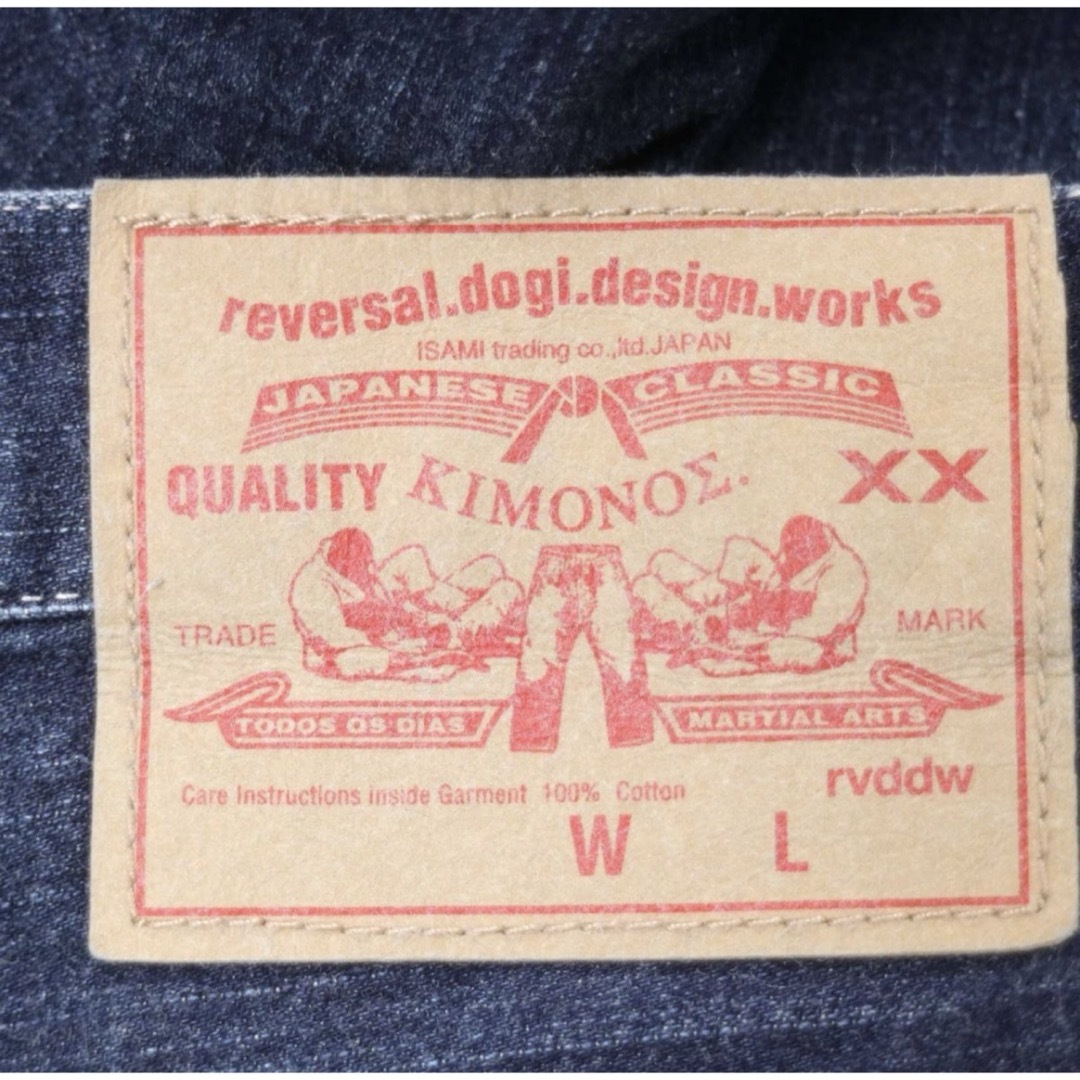 reversal.dogi.design.works
ISAMI trading co.,ltd.JAPAN
JAPANESE CLASSIC
QUALITY KIMONOΣ. XX
TRADE MARK
TODOS OS DIAS MARTIAL ARTS
rvddw
Care Instructions inside Garment 100% Cotton
W L